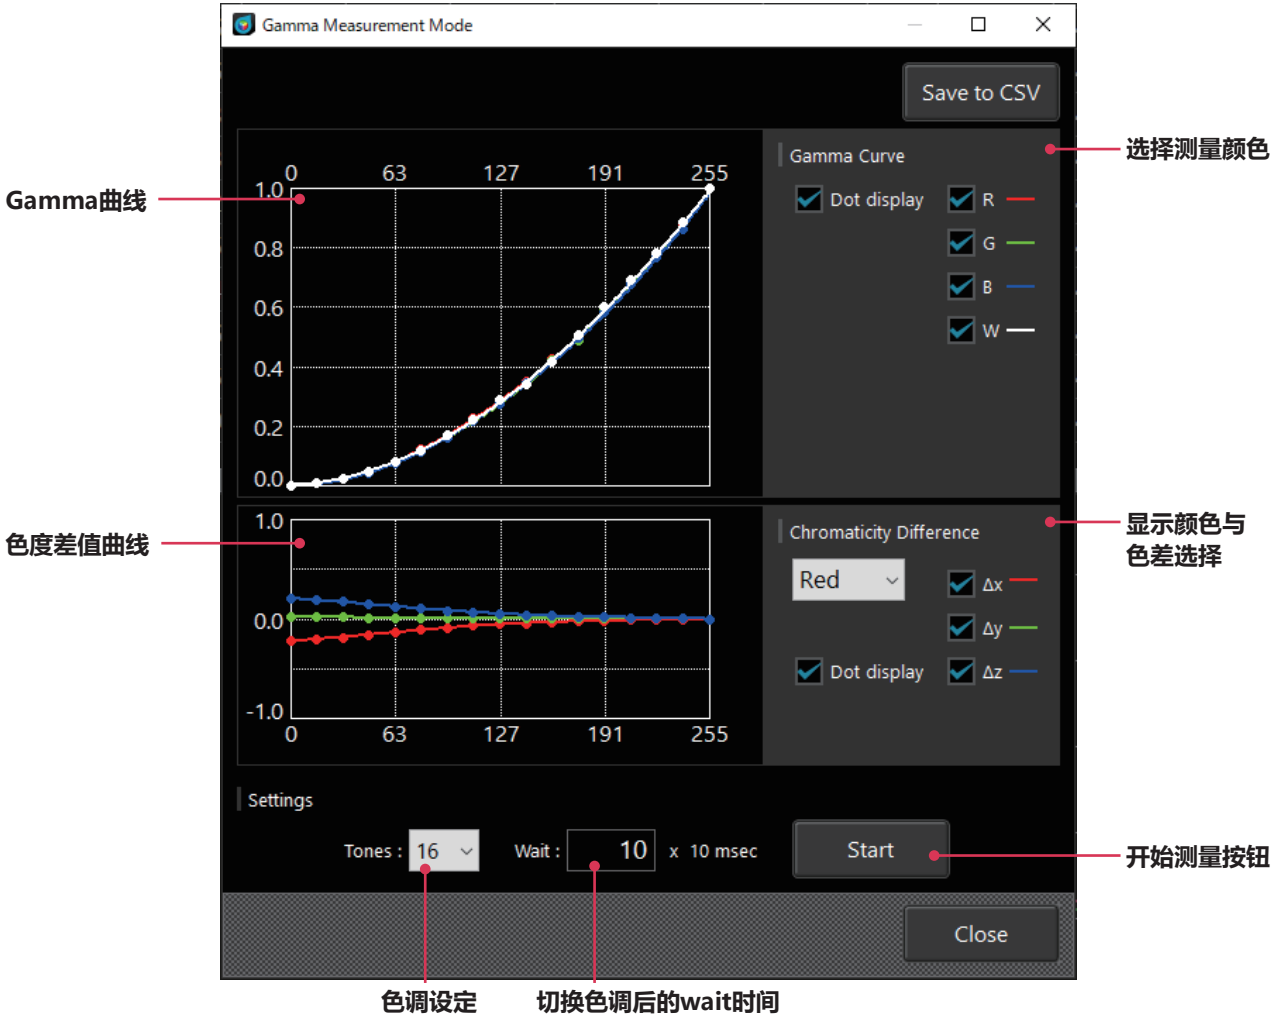 Gamma Measurement Mode
Save to CSV
Gamma曲线
0 63 127 191 255
1.0
0.8
0.6
0.4
0.2
0.0
Gamma Curve
选择测量颜色
Dot display
R
G
B
W
色度差值曲线
1.0
0.0
-1.0
0 63 127 191 255
Chromaticity Difference
显示颜色与
色差选择
Red
Δx
Δy
Dot display
Δz
Settings
Tones : 16
Wait : 10 x 10 msec
Start
开始测量按钮
Close
色调设定
切换色调后的wait时间